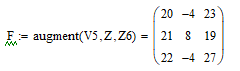 F := augment(V5, Z, Z6) =
20 -4 23
21 8 19
22 -4 27